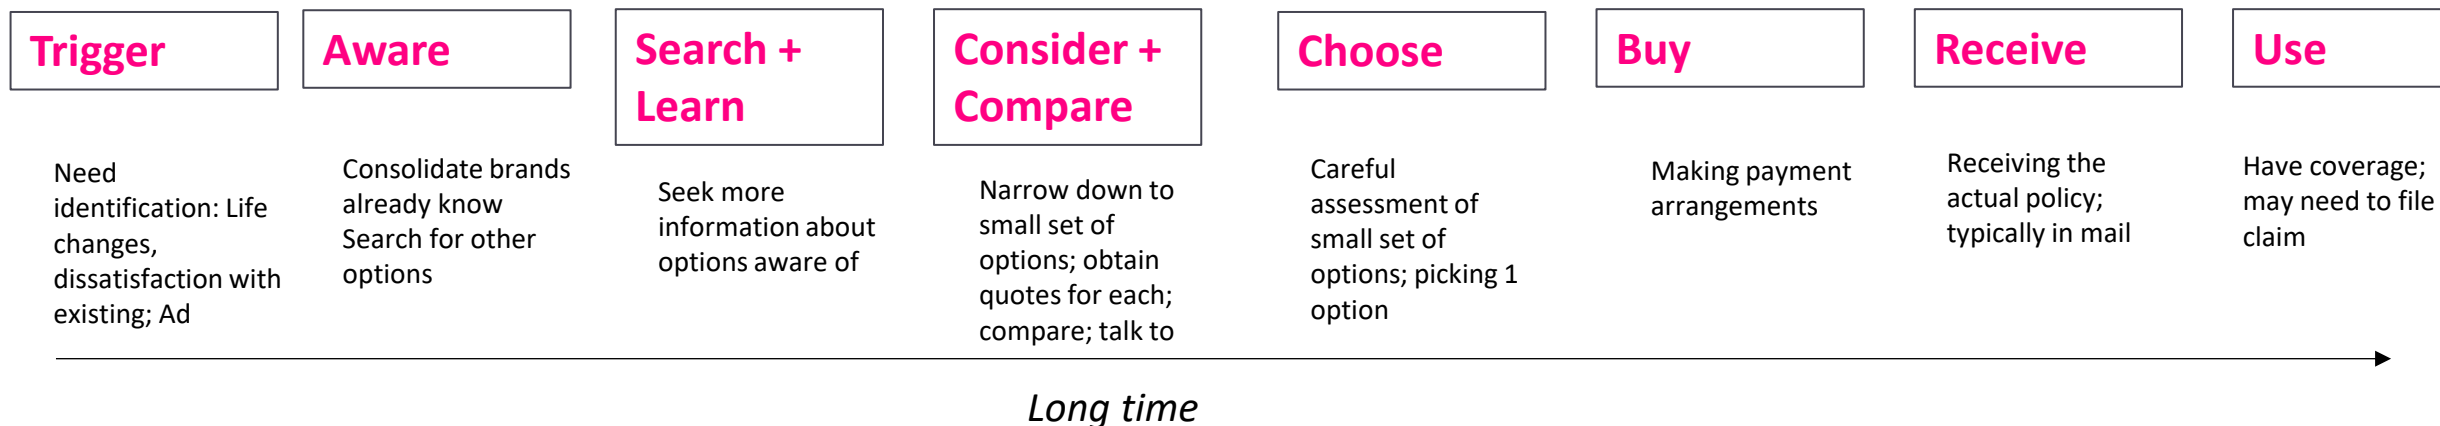 Trigger
Need
identification: Life
changes,
dissatisfaction with
existing; Ad
Aware
Consolidate brands
already know
Search for other
options
Search +
Learn
Seek more
information about
options aware of
Consider +
Compare
Narrow down to
small set of
options; obtain
quotes for each;
compare; talk to
Choose
Careful
assessment of
small set of
options; picking 1
option
Buy
Making payment
arrangements
Receive
Receiving the
actual policy;
typically in mail
Use
Have coverage;
may need to file
claim
Long time